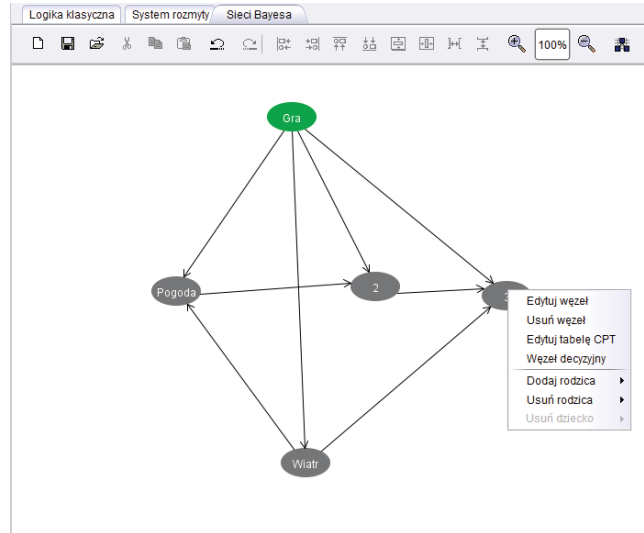 Logika klasyczna System rozmyty Sieci Bayesa
100%
Gra
Pogoda
2
3
Wiatr
Edytuj węzeł
Usuń węzeł
Edytuj tabelę CPT
Węzeł decyzyjny
Dodaj rodzica
Usuń rodzica
Usuń dziecko